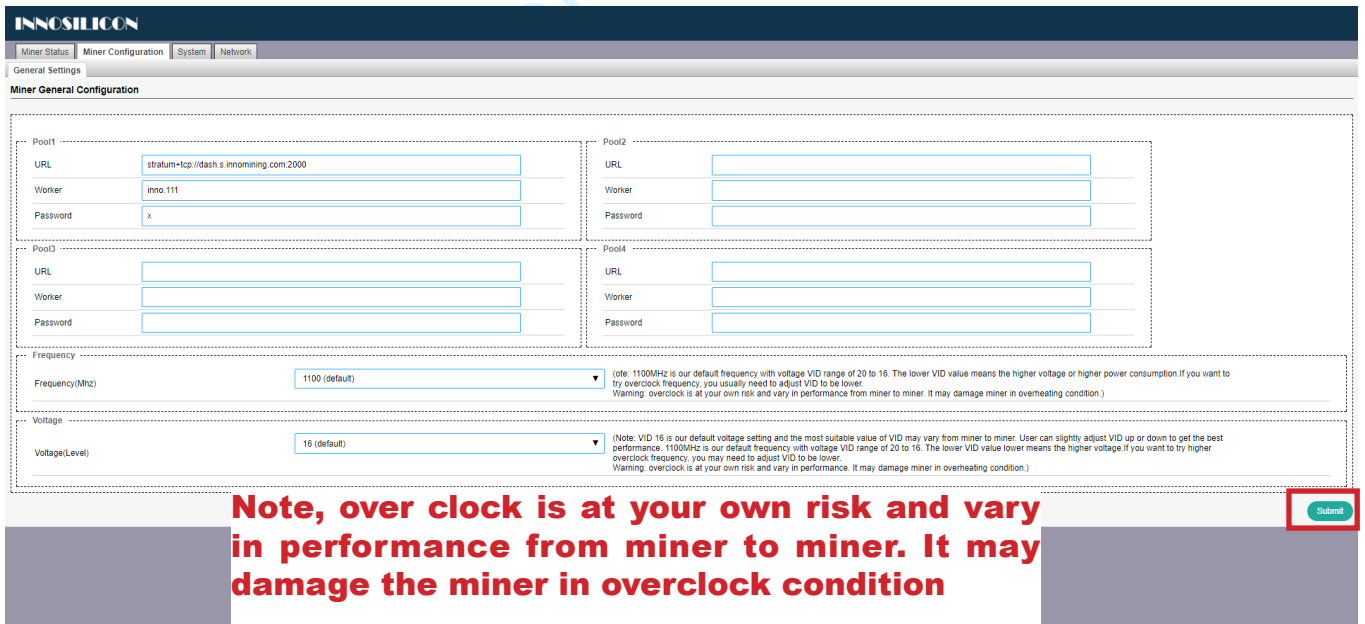 INNOSILICON
Miner Status Miner Configuration System Network
General Settings
Miner General Configuration
Pool1
URL stratum+tcp://dash.s.innomining.com:2000
Worker inno.111
Password x
Pool2
URL
Worker
Password
Pool3
URL
Worker
Password
Pool4
URL
Worker
Password
Frequency
Frequency(Mhz) 1100 (default)
(ote: 1100MHz is our default frequency with voltage VID range of 20 to 16. The lower VID value means the higher voltage or higher power consumption.If you want to
try overclock frequency, you usually need to adjust VID to be lower.
Warning: overclock is at your own risk and vary in performance from miner to miner. It may damage miner in overheating condition.)
Voltage
Voltage(Level) 16 (default)
(Note: VID 16 is our default voltage setting and the most suitable value of VID may vary from miner to miner. User can slightly adjust VID up or down to get the best
performance. 1100MHz is our default frequency with voltage VID range of 20 to 16. The lower VID value lower means the higher voltage.If you want to try higher
overclock frequency, you may need to adjust VID to be lower.
Warning: overclock is at your own risk and vary in performance. It may damage miner in overheating condition.)
Submit
Note, over clock is at your own risk and vary
in performance from miner to miner. It may
damage the miner in overclock condition